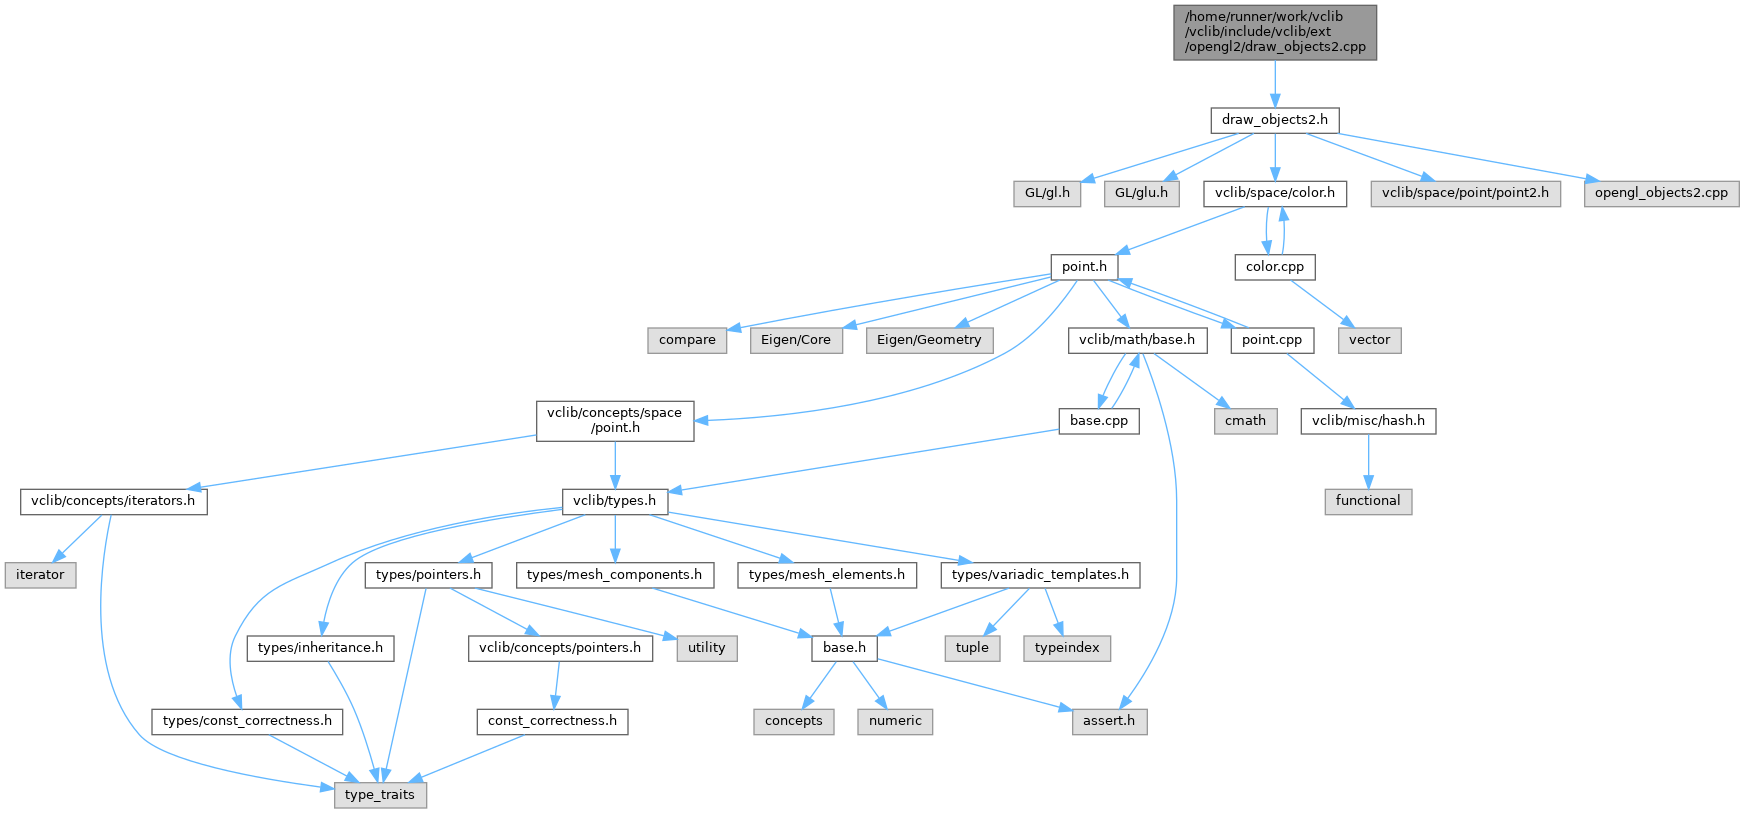 /home/runner/work/vclib
/vclib/include/vclib/ext
/opengl2/draw_objects2.cpp
draw_objects2.h
GL/gl.h
GL/glu.h
vclib/space/color.h
vclib/space/point/point2.h
opengl_objects2.cpp
point.h
color.cpp
compare
Eigen/Core
Eigen/Geometry
vclib/math/base.h
point.cpp
vector
vclib/concepts/space
/point.h
base.cpp
cmath
vclib/misc/hash.h
vclib/concepts/iterators.h
vclib/types.h
functional
iterator
types/pointers.h
types/mesh_components.h
types/mesh_elements.h
types/variadic_templates.h
types/inheritance.h
vclib/concepts/pointers.h
utility
base.h
tuple
typeindex
types/const_correctness.h
const_correctness.h
concepts
numeric
assert.h
type_traits